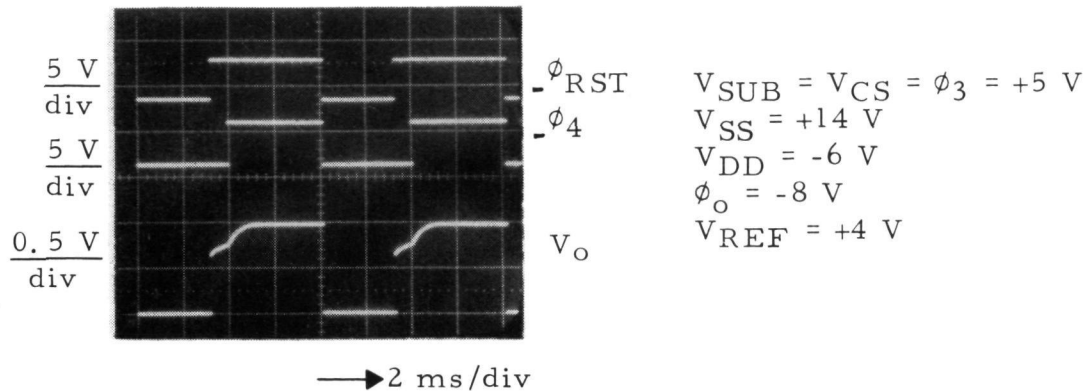 5 V
div
5 V
div
0.5 V
div
ϕRST
ϕ4
Vo
VSUB = VCS = ϕ3 = +5 V
VSS = +14 V
VDD = -6 V
ϕo = -8 V
VREF = +4 V
→2 ms/div